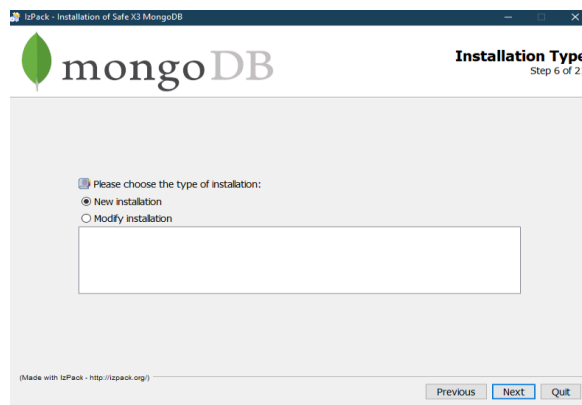 IzPack - Installation of Safe X3 MongoDB
mongoDB
Installation Type
Step 6 of 2
Please choose the type of installation:
New installation
Modify installation
(Made with IzPack - http://izpack.org/)
Previous Next Quit